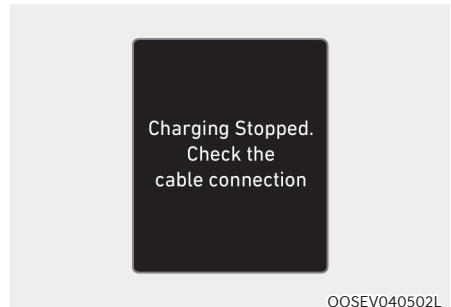 Charging Stopped.
Check the
cable connection
OOSEV040502L